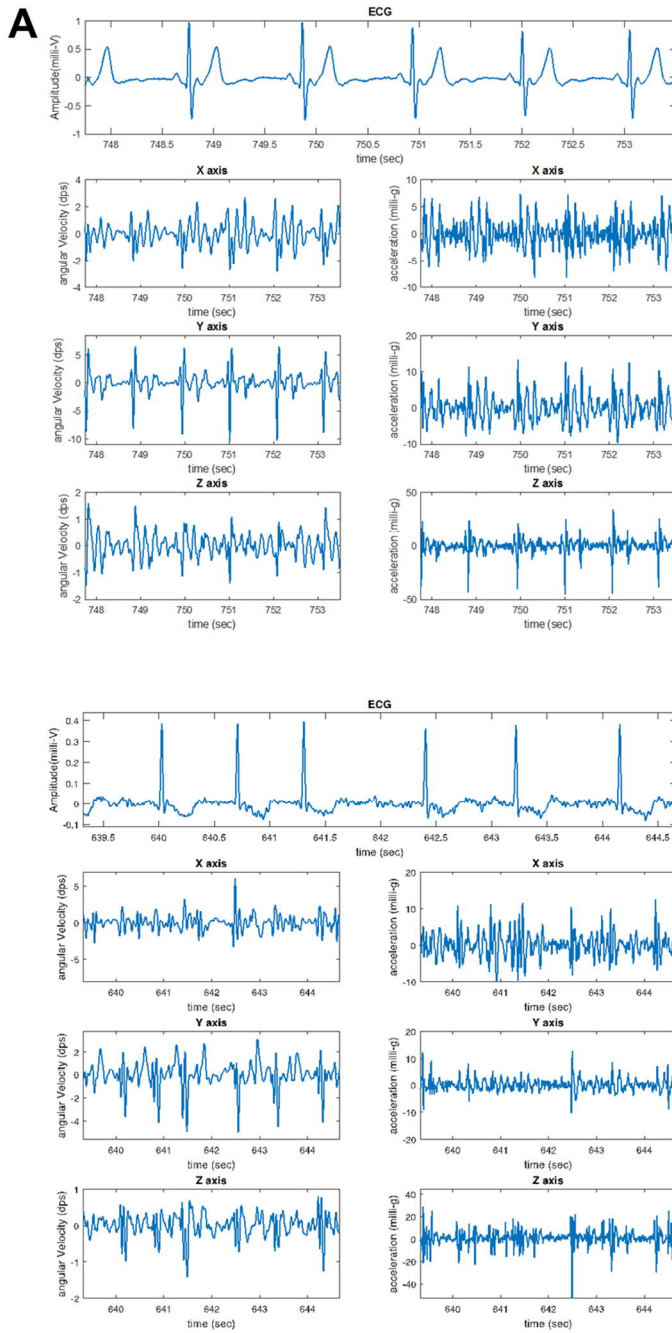 A
ECG
Amplitude(milli-V)
1
0.5
0
-0.5
-1
748 748.5 749 749.5 750 750.5 751 751.5 752 752.5 753
time (sec)
X axis
angular Velocity (dps)
4
2
0
-2
-4
748 749 750 751 752 753
time (sec)
X axis
acceleration (milli-g)
10
5
0
-5
-10
748 749 750 751 752 753
time (sec)
Y axis
angular Velocity (dps)
5
0
-5
-10
748 749 750 751 752 753
time (sec)
Y axis
acceleration (milli-g)
20
10
0
-10
748 749 750 751 752 753
time (sec)
Z axis
angular Velocity (dps)
2
1
0
-1
-2
748 749 750 751 752 753
time (sec)
Z axis
acceleration (milli-g)
50
0
-50
748 749 750 751 752 753
time (sec)
ECG
Amplitude(milli-V)
0.4
0.3
0.2
0.1
0
-0.1
639.5 640 640.5 641 641.5 642 642.5 643 643.5 644 644.5
time (sec)
X axis
angular Velocity (dps)
5
0
-5
640 641 642 643 644
time (sec)
X axis
acceleration (milli-g)
20
10
0
-10
640 641 642 643 644
time (sec)
Y axis
angular Velocity (dps)
2
0
-2
-4
640 641 642 643 644
time (sec)
Y axis
acceleration (milli-g)
20
10
0
-10
-20
640 641 642 643 644
time (sec)
Z axis
angular Velocity (dps)
1
0
-1
-2
640 641 642 643 644
time (sec)
Z axis
acceleration (milli-g)
40
20
0
-20
-40
640 641 642 643 644
time (sec)